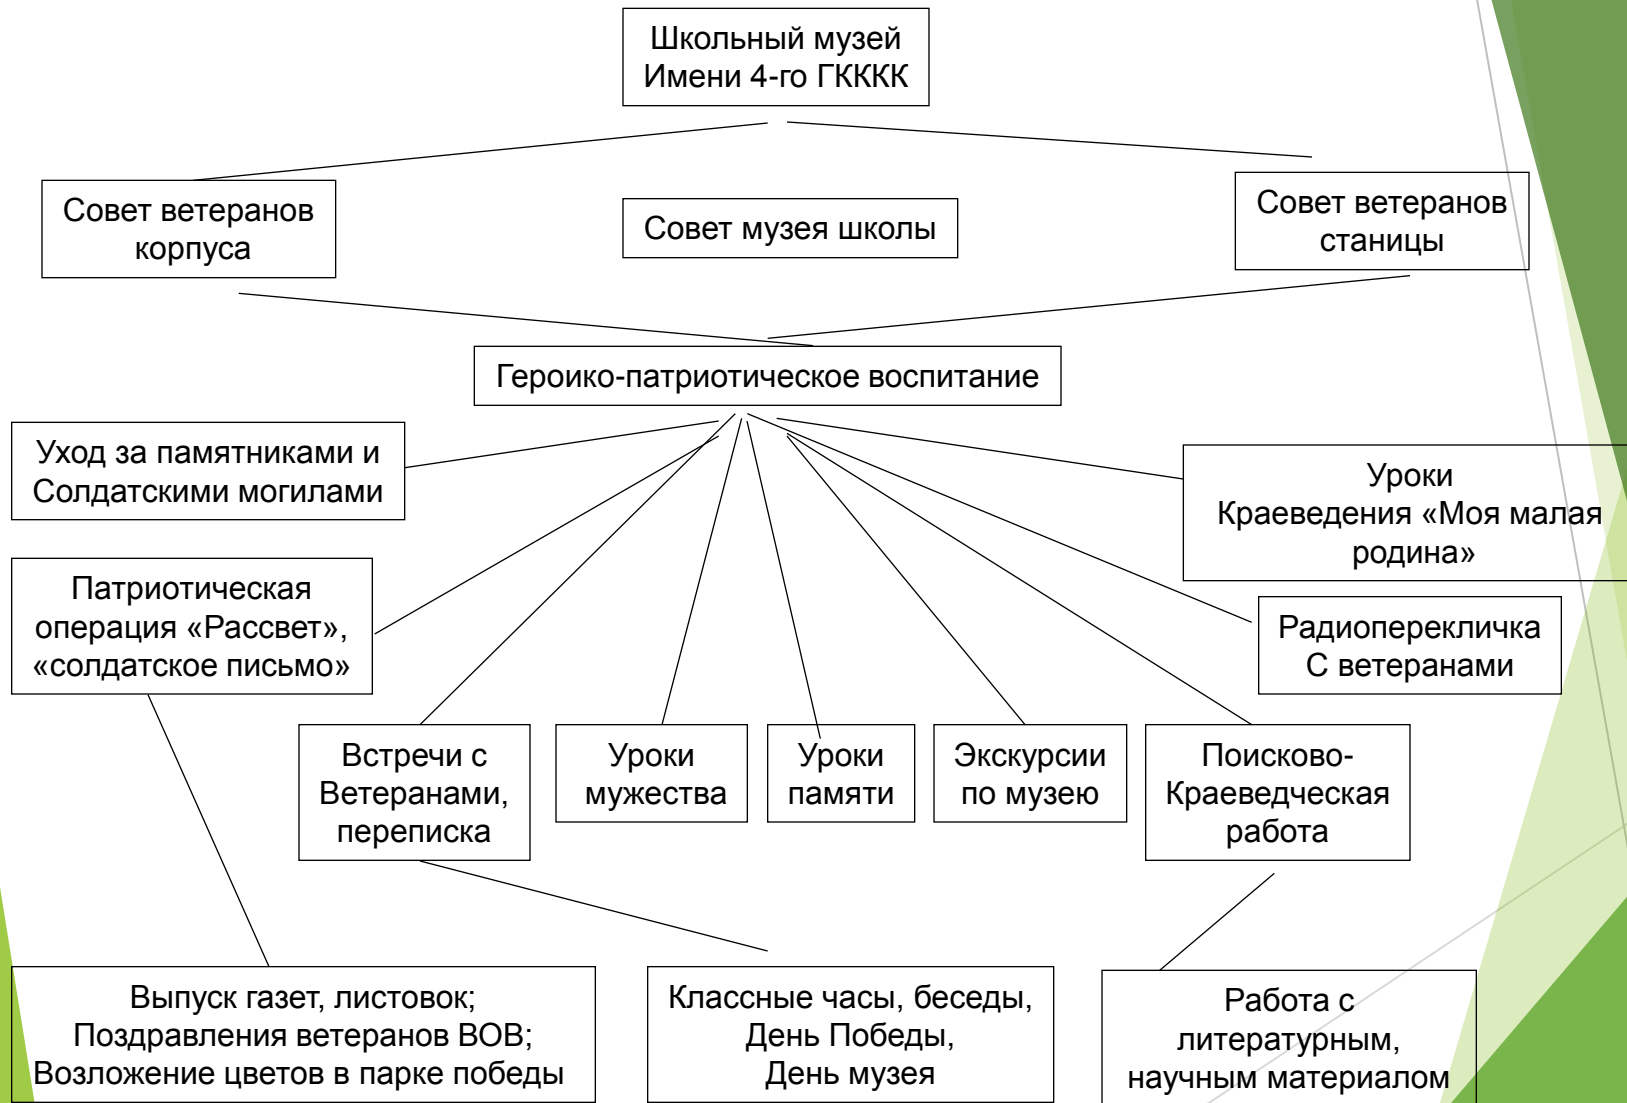 Школьный музей
Имени 4-го ГКККК
Совет ветеранов
корпуса
Совет музея школы
Совет ветеранов
станицы
Героико-патриотическое воспитание
Уход за памятниками и
Солдатскими могилами
Уроки
Краеведения «Моя малая
родина»
Патриотическая
операция «Рассвет»,
«солдатское письмо»
Радиоперекличка
С ветеранами
Встречи с
Ветеранами,
переписка
Уроки
мужества
Уроки
памяти
Экскурсии
по музею
Поисково-
Краеведческая
работа
Выпуск газет, листовок;
Поздравления ветеранов ВОВ;
Возложение цветов в парке победы
Классные часы, беседы,
День Победы,
День музея
Работа с
литературным,
научным материалом